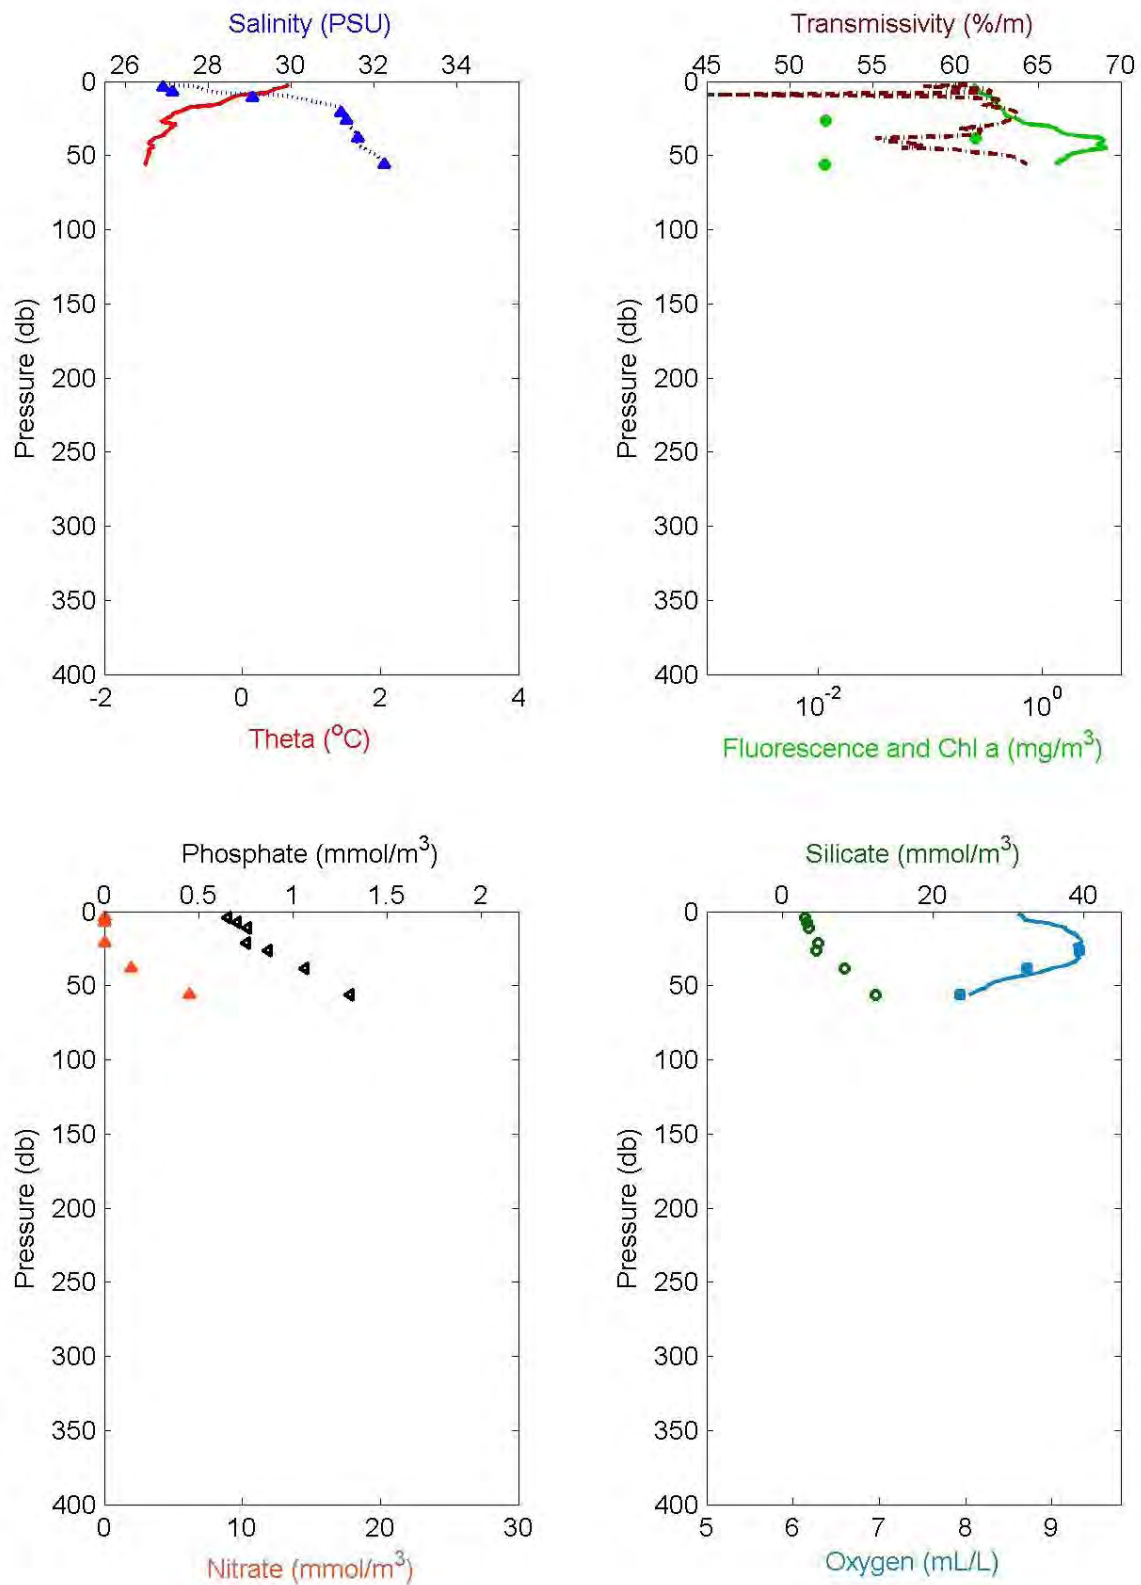 Salinity (PSU)
26 28 30 32 34
0
50
100
150
200
250
300
350
400
Pressure (db)
-2 0 2 4
Theta (°C)
Transmissivity (%/m)
45 50 55 60 65 70
0
50
100
150
200
250
300
350
400
Pressure (db)
10⁻² 10⁰
Fluorescence and Chl a (mg/m³)
Phosphate (mmol/m³)
0 0.5 1 1.5 2
0
50
100
150
200
250
300
350
400
Pressure (db)
0 10 20 30
Nitrate (mmol/m³)
Silicate (mmol/m³)
0 20 40
0
50
100
150
200
250
300
350
400
Pressure (db)
5 6 7 8 9
Oxygen (mL/L)